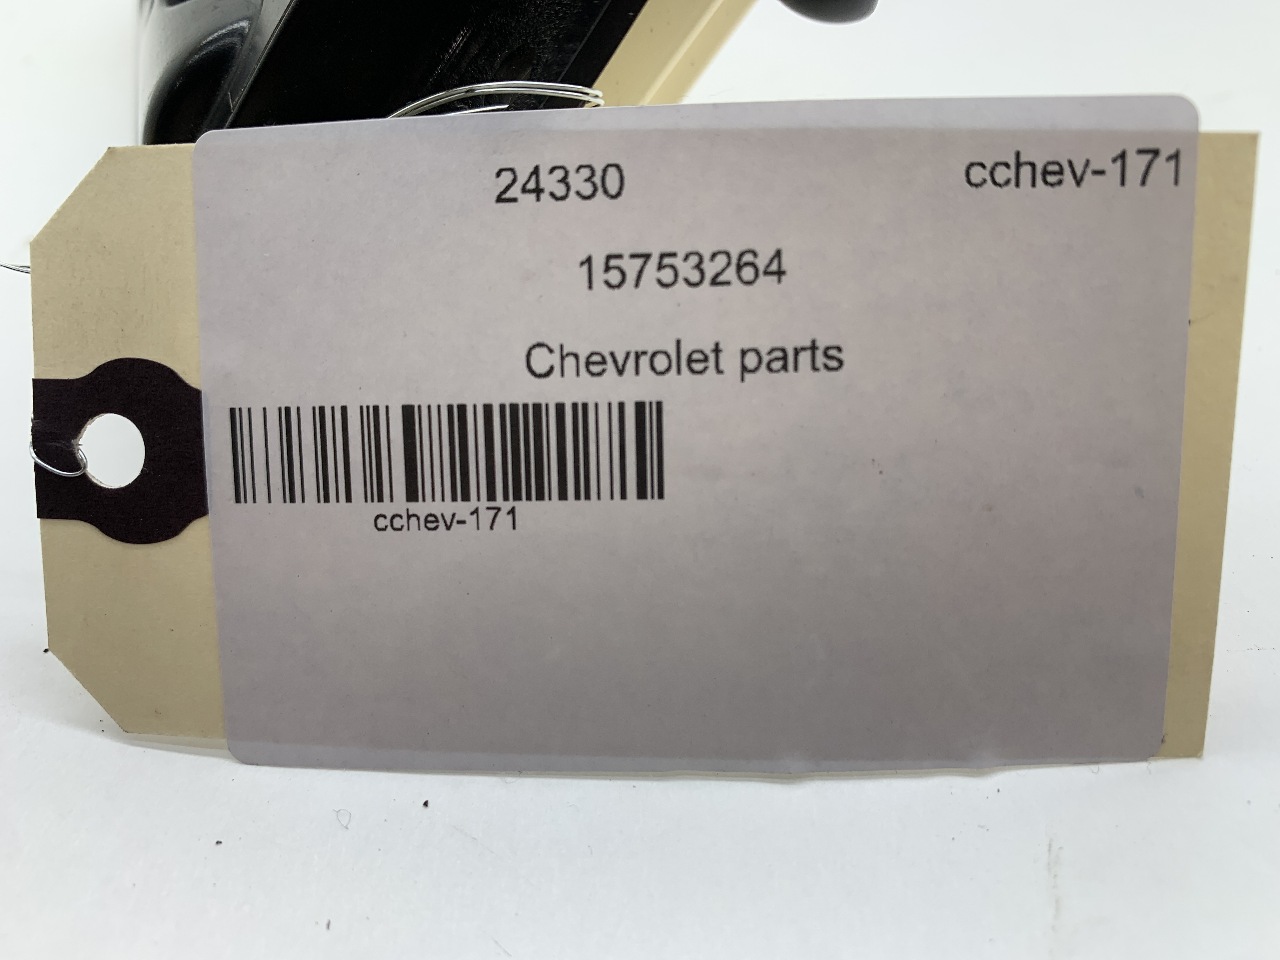 24330 cchev-171
15753264
Chevrolet parts
cchev-171